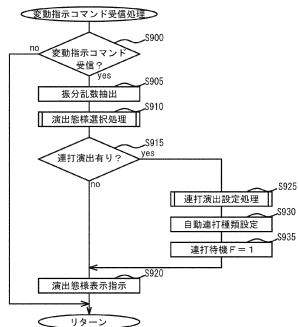 変動指示コマンド受信処理
S900
no
変動指示コマンド
受信？
yes
S905
振分乱数抽出
S910
演出態様選択処理
S915
連打演出有り？
yes
no
S925
連打演出設定処理
S930
自動連打種類設定
S935
連打待機F＝1
S920
演出態様表示指示
リターン